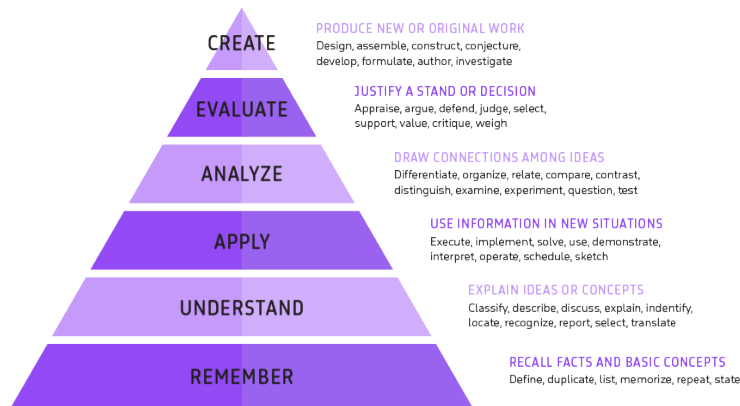 CREATE
PRODUCE NEW OR ORIGINAL WORK
Design, assemble, construct, conjecture,
develop, formulate, author, investigate
EVALUATE
JUSTIFY A STAND OR DECISION
Appraise, argue, defend, judge, select,
support, value, critique, weigh
ANALYZE
DRAW CONNECTIONS AMONG IDEAS
Differentiate, organize, relate, compare, contrast,
distinguish, examine, experiment, question, test
APPLY
USE INFORMATION IN NEW SITUATIONS
Execute, implement, solve, use, demonstrate,
interpret, operate, schedule, sketch
UNDERSTAND
EXPLAIN IDEAS OR CONCEPTS
Classify, describe, discuss, explain, indentify,
locate, recognize, report, select, translate
REMEMBER
RECALL FACTS AND BASIC CONCEPTS
Define, duplicate, list, memorize, repeat, state